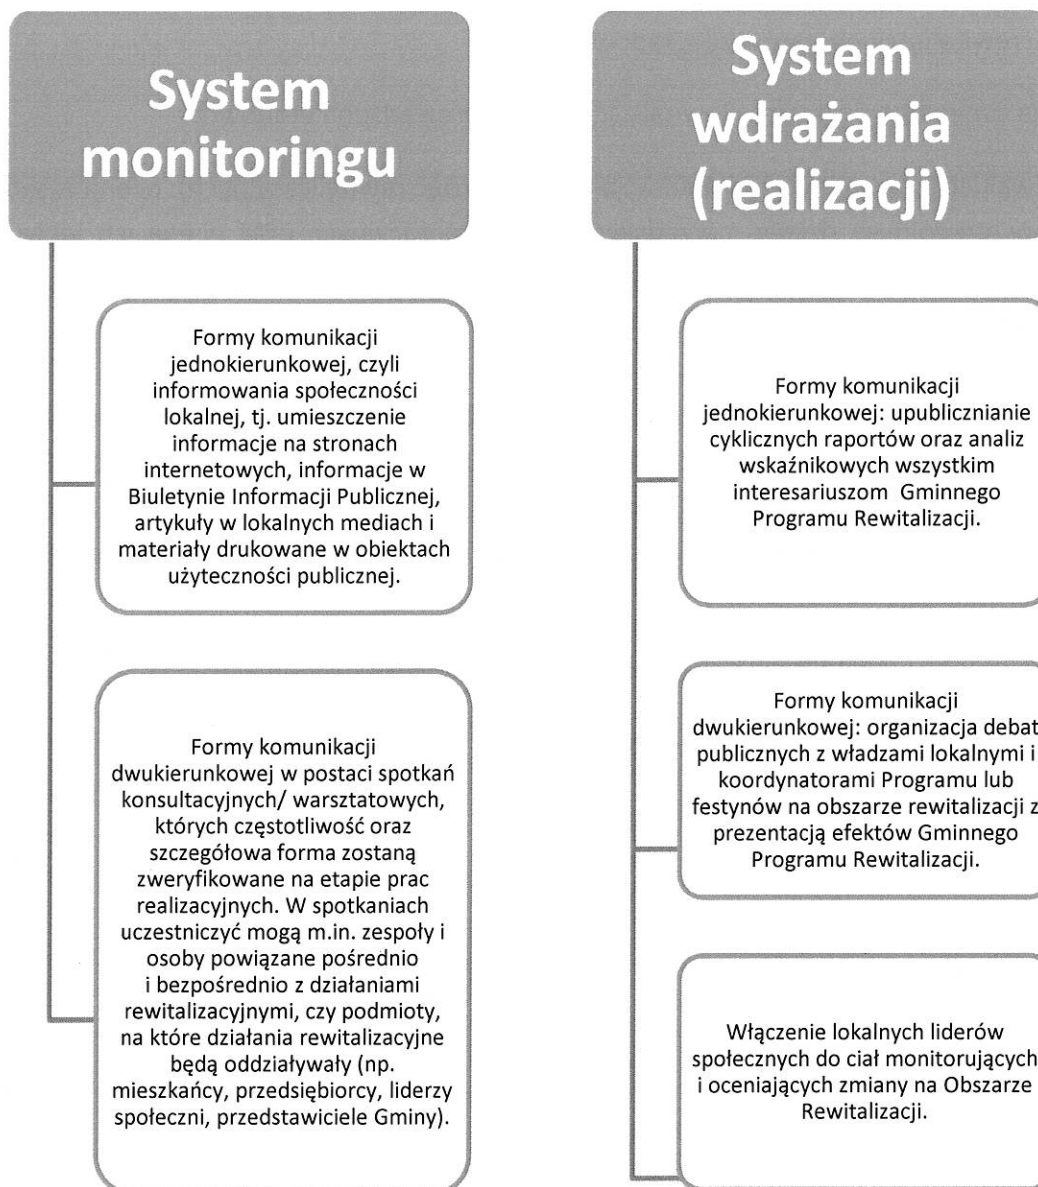 System
monitoringu
Formy komunikacji
jednokierunkowej, czyli
informowania społeczności
lokalnej, tj. umieszczenie
informacje na stronach
internetowych, informacje w
Biuletynie Informacji Publicznej,
artykuły w lokalnych mediach i
materiały drukowane w obiektach
użyteczności publicznej.
Formy komunikacji
dwukierunkowej w postaci spotkań
konsultacyjnych/ warsztatowych,
których częstotliwość oraz
szczegółowa forma zostaną
zweryfikowane na etapie prac
realizacyjnych. W spotkaniach
uczestniczyć mogą m.in. zespoły i
osoby powiązane pośrednio
i bezpośrednio z działaniami
rewitalizacyjnymi, czy podmioty,
na które działania rewitalizacyjne
będą oddziaływały (np.
mieszkańcy, przedsiębiorcy, liderzy
społeczni, przedstawiciele Gminy).
System
wdrażania
(realizacji)
Formy komunikacji
jednokierunkowej: upublicznianie
cyklicznych raportów oraz analiz
wskaźnikowych wszystkim
interesariuszom Gminnego
Programu Rewitalizacji.
Formy komunikacji
dwukierunkowej: organizacja debat
publicznych z władzami lokalnymi i
koordynatorami Programu lub
festynów na obszarze rewitalizacji z
prezentacją efektów Gminnego
Programu Rewitalizacji.
Włączenie lokalnych liderów
społecznych do ciał monitorujących
i oceniających zmiany na Obszarze
Rewitalizacji.